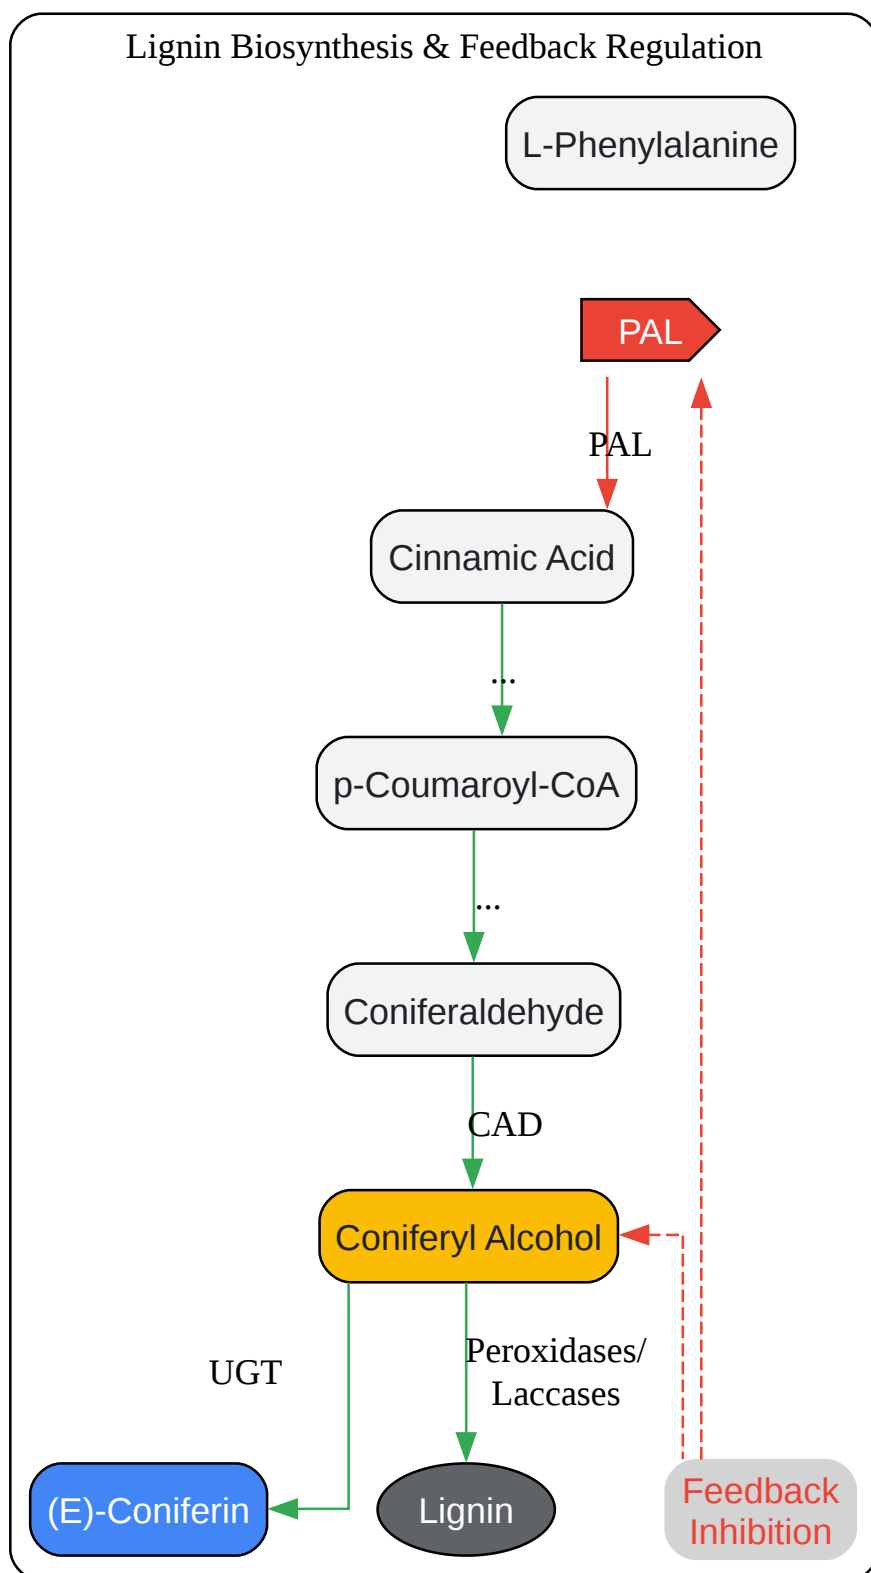 Lignin Biosynthesis & Feedback Regulation
L-Phenylalanine
PAL
PAL
Cinnamic Acid
...
p-Coumaroyl-CoA
...
Coniferaldehyde
CAD
Coniferyl Alcohol
UGT
Peroxidases/
Laccases
(E)-Coniferin
Lignin
Feedback
Inhibition